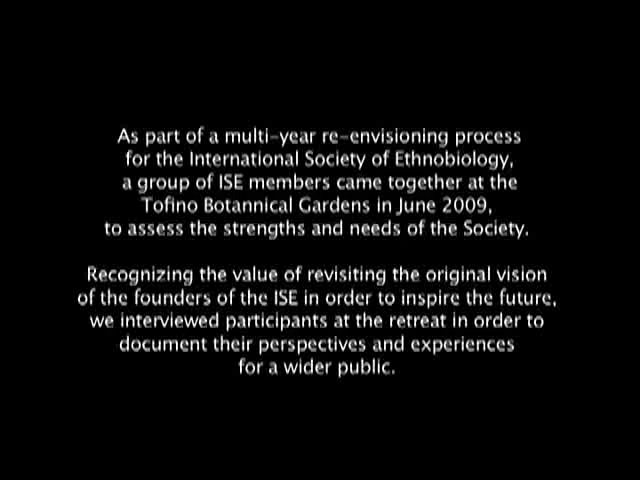 As part of a multi-year re-envisioning process
for the International Society of Ethnobiology,
a group of ISE members came together at the
Tofino Botannical Gardens in June 2009,
to assess the strengths and needs of the Society.
Recognizing the value of revisiting the original vision
of the founders of the ISE in order to inspire the future,
we interviewed participants at the retreat in order to
document their perspectives and experiences
for a wider public.